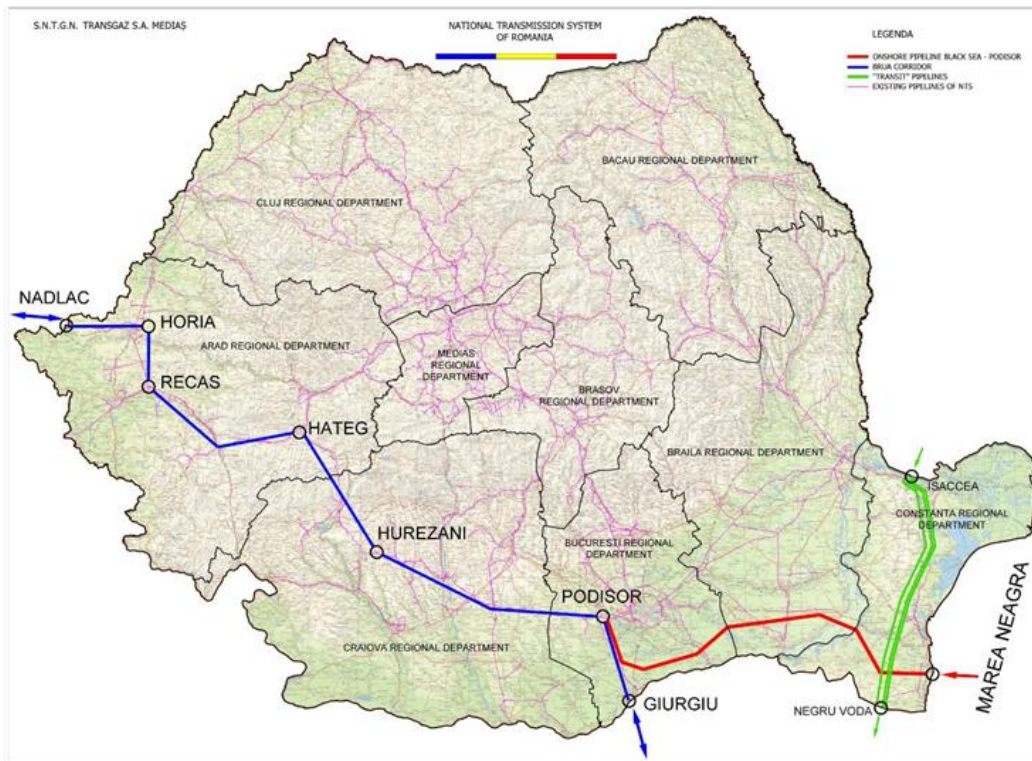 S.N.T.G.N. TRANSGAZ S.A. MEDIAȘ
NATIONAL TRANSMISSION SYSTEM
OF ROMANIA
LEGENDA
ONSHORE PIPELINE BLACK SEA - PODISOR
BRUA CORRIDOR
"TRANSIT" PIPELINES
EXISTING PIPELINES OF NTS
BACAU REGIONAL DEPARTMENT
CLUJ REGIONAL DEPARTMENT
NADLAC
HORIA
ARAD REGIONAL DEPARTMENT
MEDIAS
REGIONAL
DEPARTMENT
RECAS
BRASOV
REGIONAL DEPARTMENT
HATEG
BRAILA REGIONAL DEPARTMENT
ISACCEA
CONSTANTA REGIONAL
DEPARTMENT
HUREZANI
BUCURESTI REGIONAL
DEPARTMENT
PODISOR
CRAIOVA REGIONAL DEPARTMENT
MAREA NEAGRA
GIURGIU
NEGRU VODA